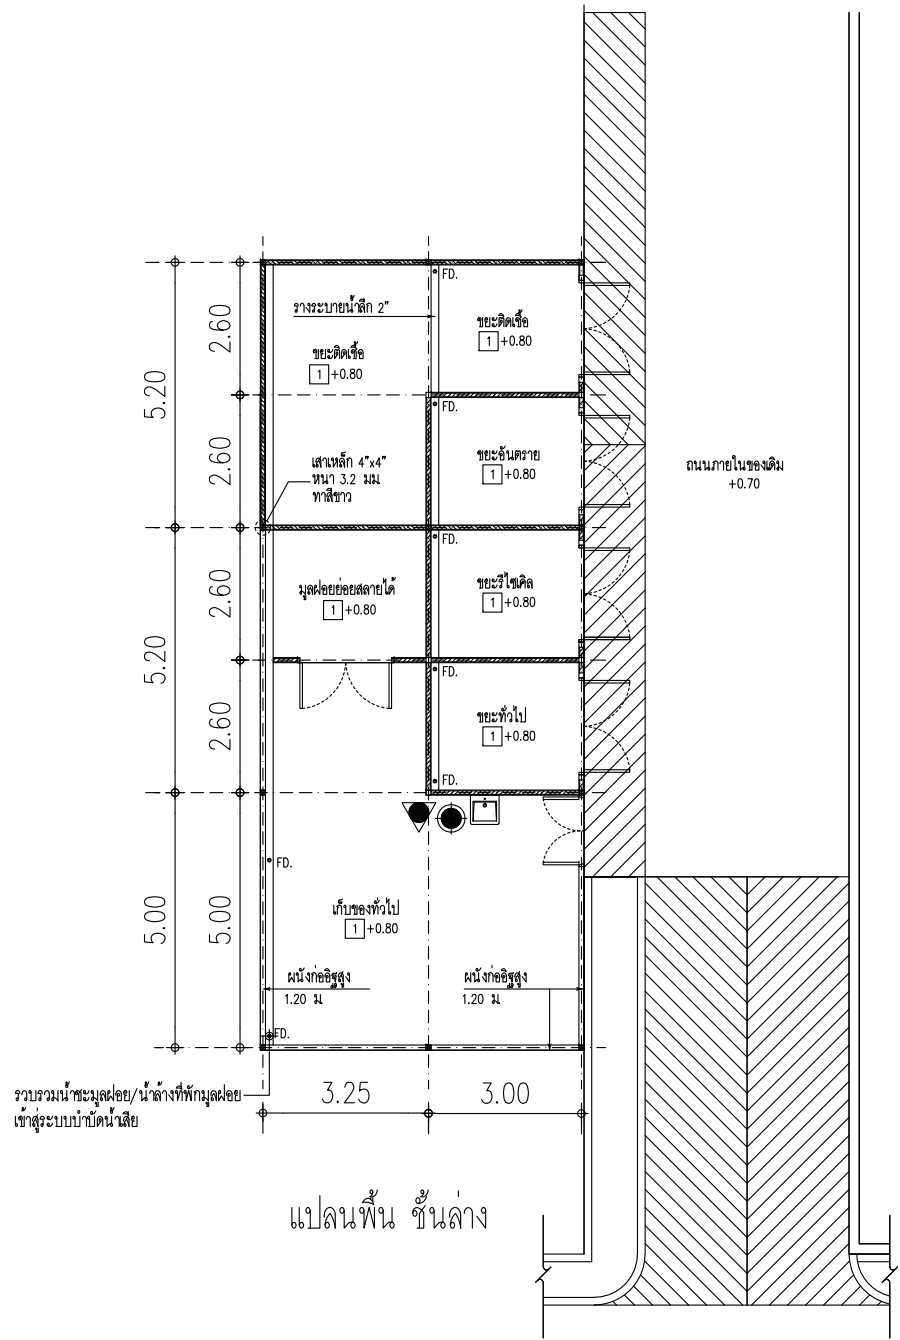 FD.
รางระบายน้ำลึก 2"
ขยะติดเชื้อ
1 +0.80
2.60
ขยะติดเชื้อ
1 +0.80
5.20
FD.
เสาเหล็ก 4"x4"
หนา 3.2 มม
ทาสีขาว
2.60
ขยะอันตราย
1 +0.80
ถนนภายในของเดิม
+0.70
FD.
มูลฝอยย่อยสลายได้
1 +0.80
2.60
ขยะรีไซเคิล
1 +0.80
5.20
FD.
2.60
ขยะทั่วไป
1 +0.80
FD.
FD.
5.00
5.00
เก็บของทั่วไป
1 +0.80
ผนังก่ออิฐสูง
1.20 ม
ผนังก่ออิฐสูง
1.20 ม
FD.
รวบรวมน้ำชะมูลฝอย/น้ำล้างที่พักมูลฝอย
เข้าสู่ระบบบำบัดน้ำเสีย
3.25
3.00
แปลนพื้น ชั้นล่าง